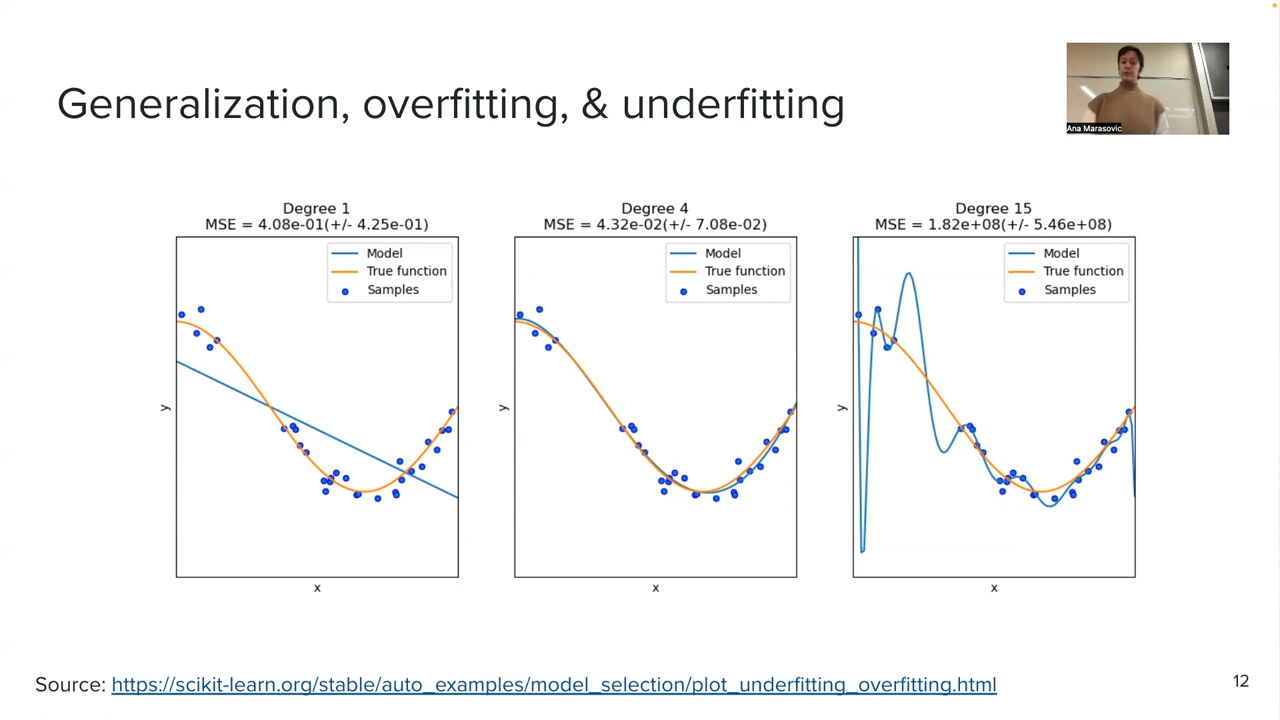 Generalization, overfitting, & underfitting
Ana Marasovic
Degree 1
MSE = 4.08e-01(+/- 4.25e-01)
Model
True function
Samples
y
x
Degree 4
MSE = 4.32e-02(+/- 7.08e-02)
Model
True function
Samples
y
x
Degree 15
MSE = 1.82e+08(+/- 5.46e+08)
Model
True function
Samples
y
x
Source: https://scikit-learn.org/stable/auto_examples/model_selection/plot_underfitting_overfitting.html
12